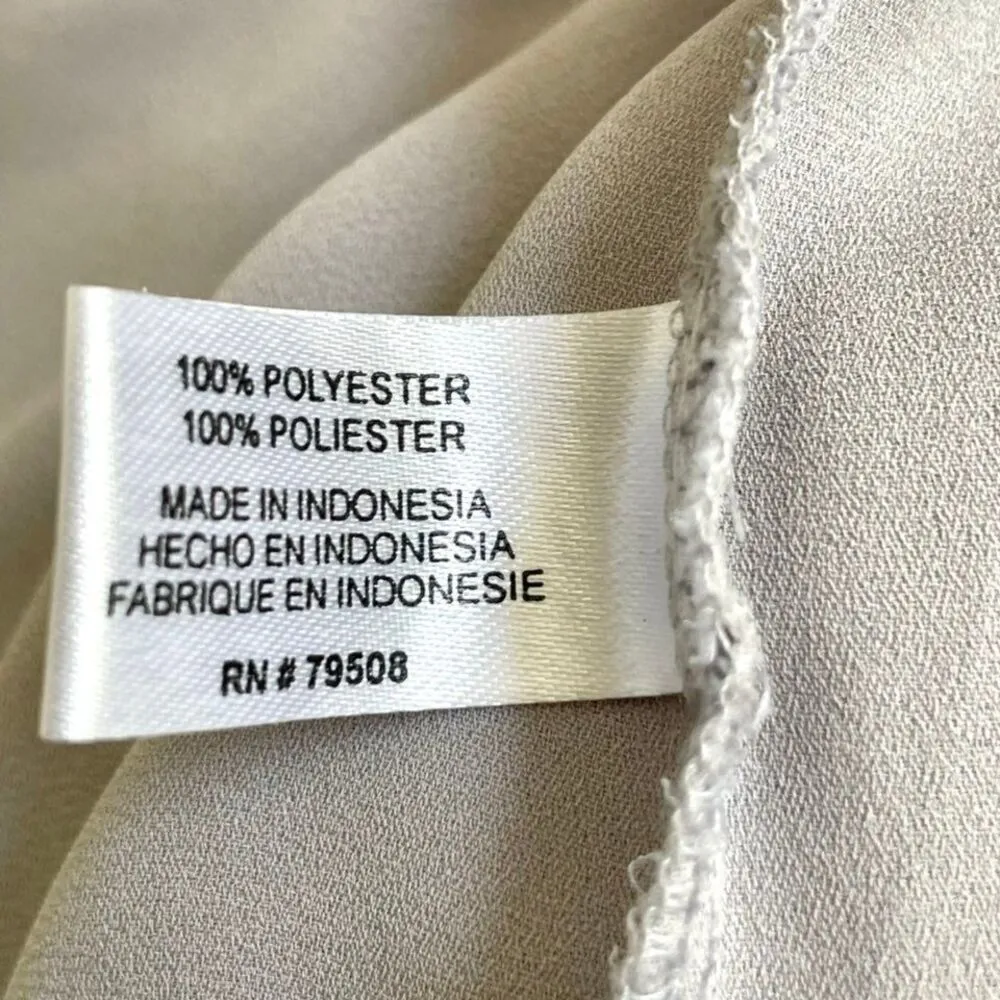 100% POLYESTER
100% POLIESTER
MADE IN INDONESIA
HECHO EN INDONESIA
FABRIQUE EN INDONESIE
RN # 79508